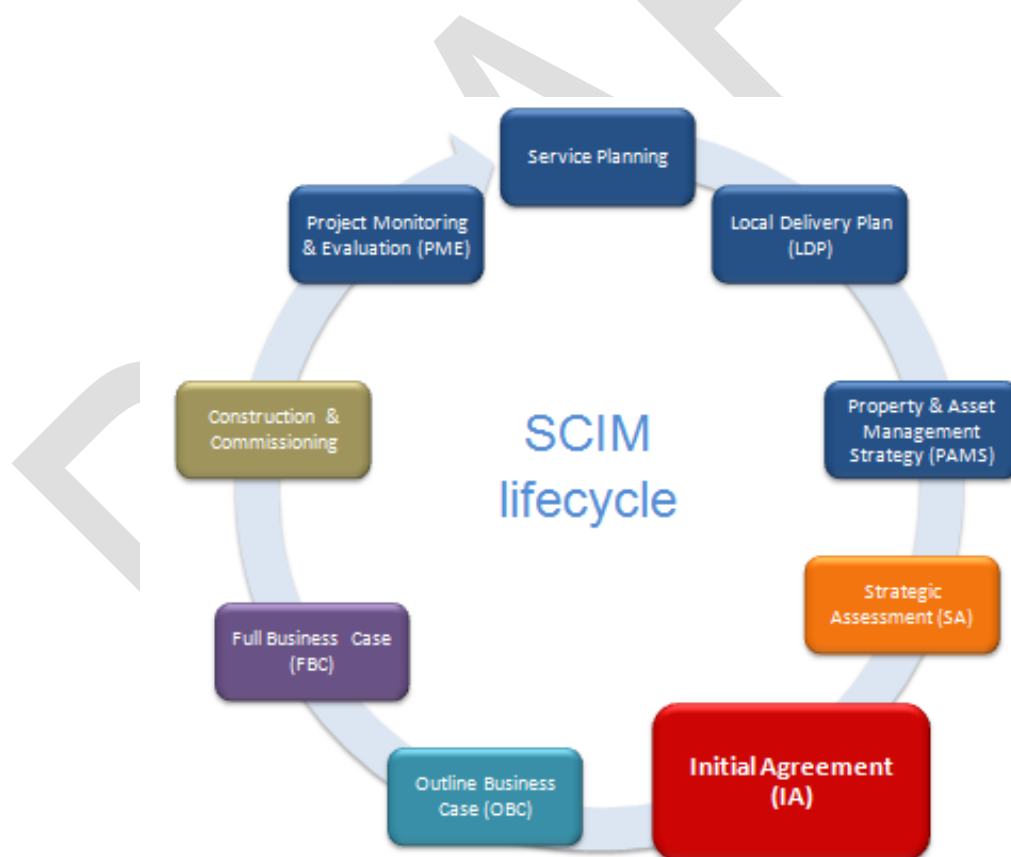 Service Planning
Local Delivery Plan
(LDP)
Property & Asset
Management
Strategy (PAMS)
Strategic
Assessment (SA)
Initial Agreement
(IA)
Outline Business
Case (OBC)
Full Business Case
(FBC)
Construction &
Commissioning
Project Monitoring
& Evaluation (PME)
SCIM
lifecycle